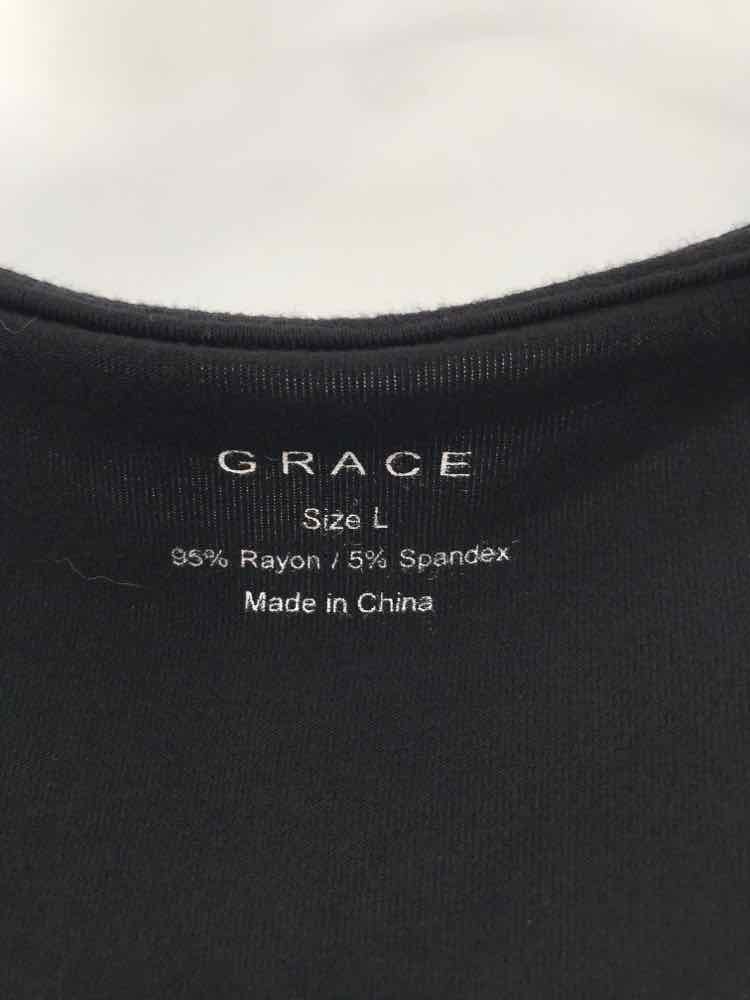 GRACE
Size L
95% Rayon / 5% Spandex
Made in China